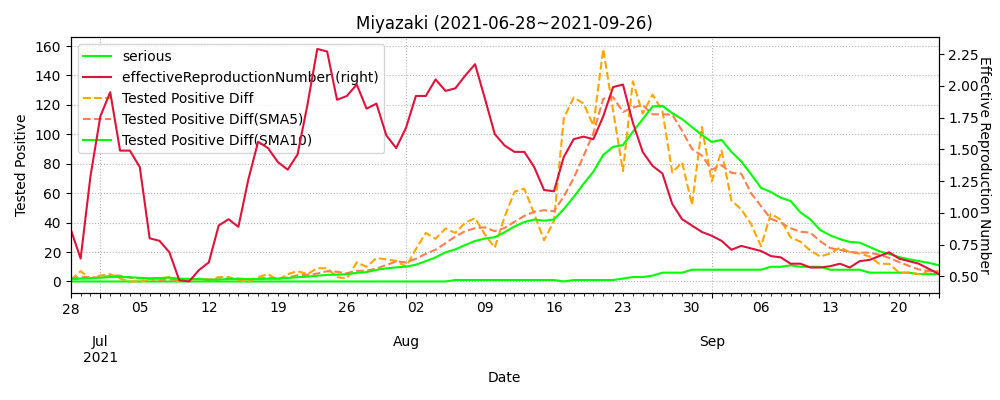 Miyazaki (2021-06-28~2021-09-26)
serious
effectiveReproductionNumber (right)
Tested Positive Diff
Tested Positive Diff(SMA5)
Tested Positive Diff(SMA10)
Tested Positive
160
140
120
100
80
60
40
20
0
2.25
2.00
1.75
1.50
1.25
1.00
0.75
0.50
Effective Reproduction Number
28 05 12 19 26 02 09 16 23 30 06 13 20
Jul Aug Sep
2021
Date